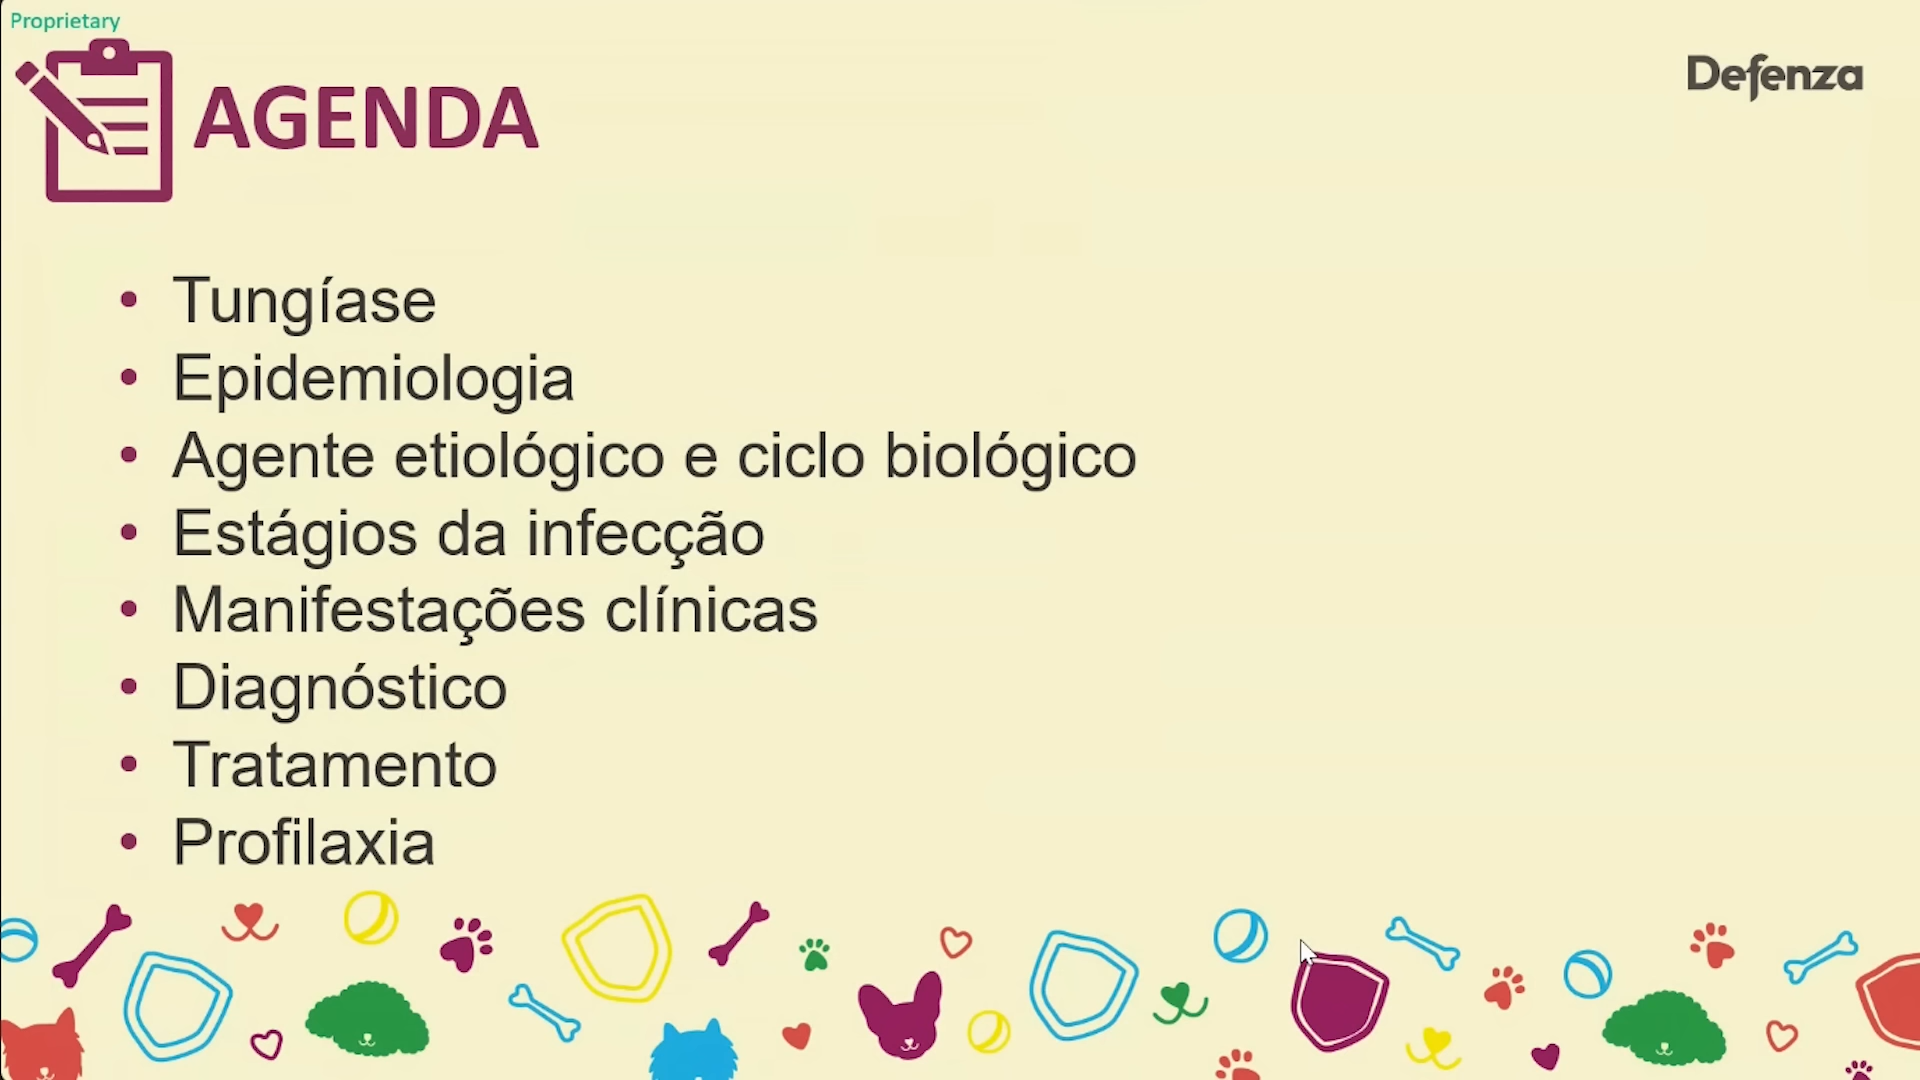 Proprietary
AGENDA
Defenza
• Tungíase
• Epidemiologia
• Agente etiológico e ciclo biológico
• Estágios da infecção
• Manifestações clínicas
• Diagnóstico
• Tratamento
• Profilaxia